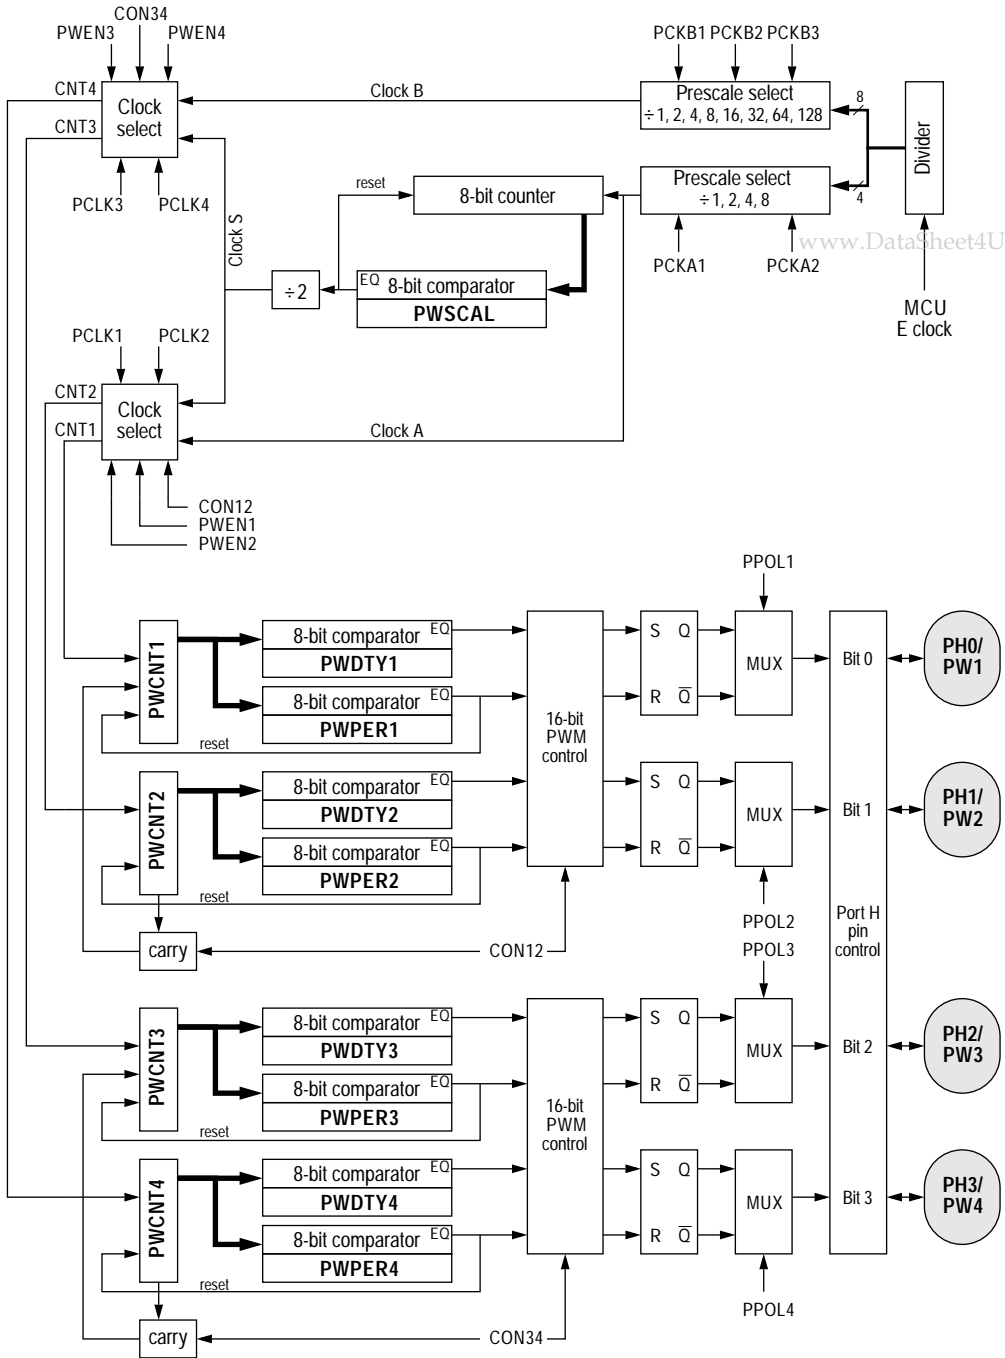 CON34
PWEN3 PWEN4
PCKB1 PCKB2 PCKB3
CNT4
CNT3
Clock
select
Clock B
Prescale select
÷ 1, 2, 4, 8, 16, 32, 64, 128
8
Divider
PCLK3 PCLK4
Clock S
reset
8-bit counter
Prescale select
÷ 1, 2, 4, 8
4
www.DataSheet4U
PCKA1 PCKA2
÷ 2
EQ 8-bit comparator
PWSCAL
MCU
E clock
PCLK1 PCLK2
CNT2
CNT1
Clock
select
Clock A
CON12
PWEN1
PWEN2
PPOL1
PWCNT1
8-bit comparator EQ
PWDTY1
8-bit comparator EQ
PWPER1
reset
16-bit
PWM
control
S Q
R Q
MUX
Bit 0
PH0/
PW1
PWCNT2
8-bit comparator EQ
PWDTY2
8-bit comparator EQ
PWPER2
reset
S Q
R Q
MUX
Bit 1
PH1/
PW2
PPOL2
carry
CON12
Port H
pin
control
PPOL3
PWCNT3
8-bit comparator EQ
PWDTY3
8-bit comparator EQ
PWPER3
reset
16-bit
PWM
control
S Q
R Q
MUX
Bit 2
PH2/
PW3
PWCNT4
8-bit comparator EQ
PWDTY4
8-bit comparator EQ
PWPER4
reset
S Q
R Q
MUX
Bit 3
PH3/
PW4
PPOL4
carry
CON34